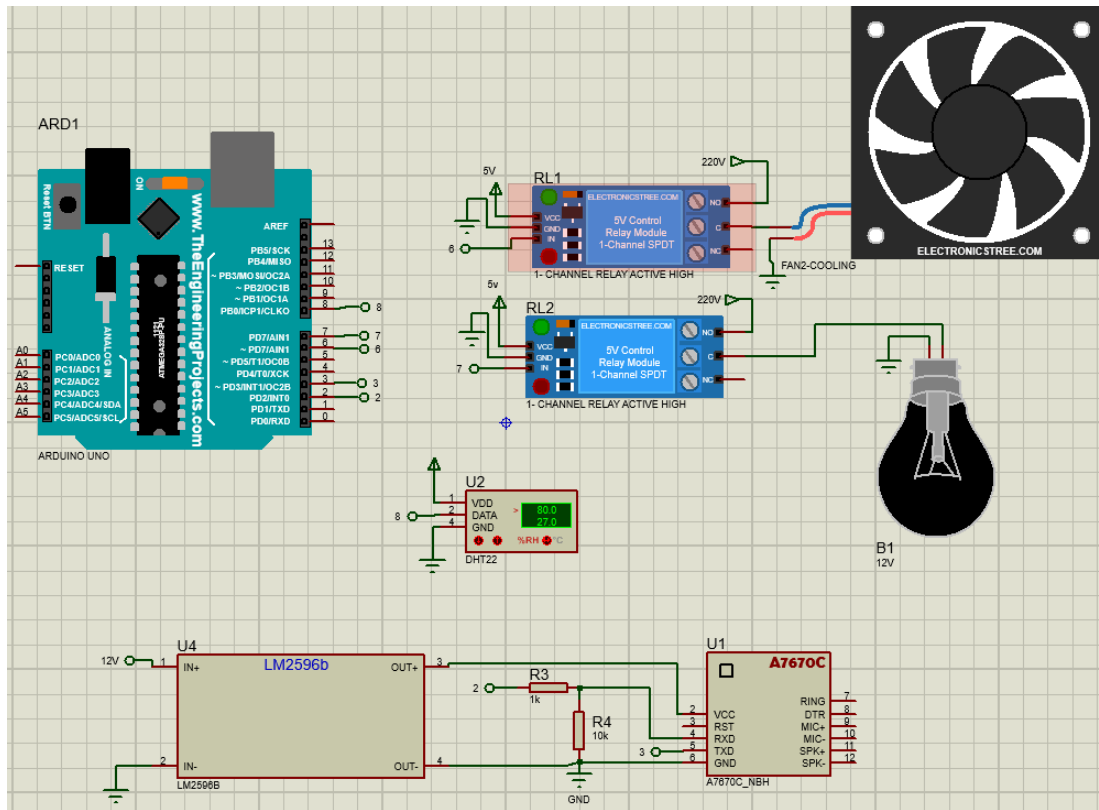 ARD1
Reset BTN
ON
www.TheEngineeringProjects.com
ANALOG IN
ATMEGA328P-PU
1121
RESET
A0 PC0/ADC0
A1 PC1/ADC1
A2 PC2/ADC2
A3 PC3/ADC3
A4 PC4/ADC4/SDA
A5 PC5/ADC5/SCL
AREF
PB5/SCK 13
PB4/MISO 12
~ PB3/MOSI/OC2A 11
~ PB2/OC1B 10
~ PB1/OC1A 9
PB0/ICP1/CLKO 8 8
PD7/AIN1 7 7
~ PD7/AIN1 6 6
~ PD5/T1/OC0B 5
PD4/T0/XCK 4
~ PD3/INT1/OC2B 3 3
PD2/INT0 2 2
PD1/TXD 1
PD0/RXD 0
ARDUINO UNO
220V
5V
RL1
ELECTRONICSTREE.COM
5V Control
Relay Module
1-Channel SPDT
VCC
GND
IN
6
NO
C
NC
1- CHANNEL RELAY ACTIVE HIGH
FAN2-COOLING
ELECTRONICSTREE.COM
220V
5v
RL2
ELECTRONICSTREE.COM
5V Control
Relay Module
1-Channel SPDT
VCC
GND
IN
7
NO
C
NC
1- CHANNEL RELAY ACTIVE HIGH
B1
12V
U2
1 VDD
8 2 DATA
4 GND
> 80.0
27.0
%RH °C
DHT22
U4
LM2596b
12V 1 IN+
OUT+ 3
2 IN-
OUT- 4
LM2596B
R3
2
1k
R4
10k
GND
U1
A7670C
2 VCC
3 RST
4 RXD
3 5 TXD
6 GND
RING 7
DTR 8
MIC+ 9
MIC- 10
SPK+ 11
SPK- 12
A7670C_NBH